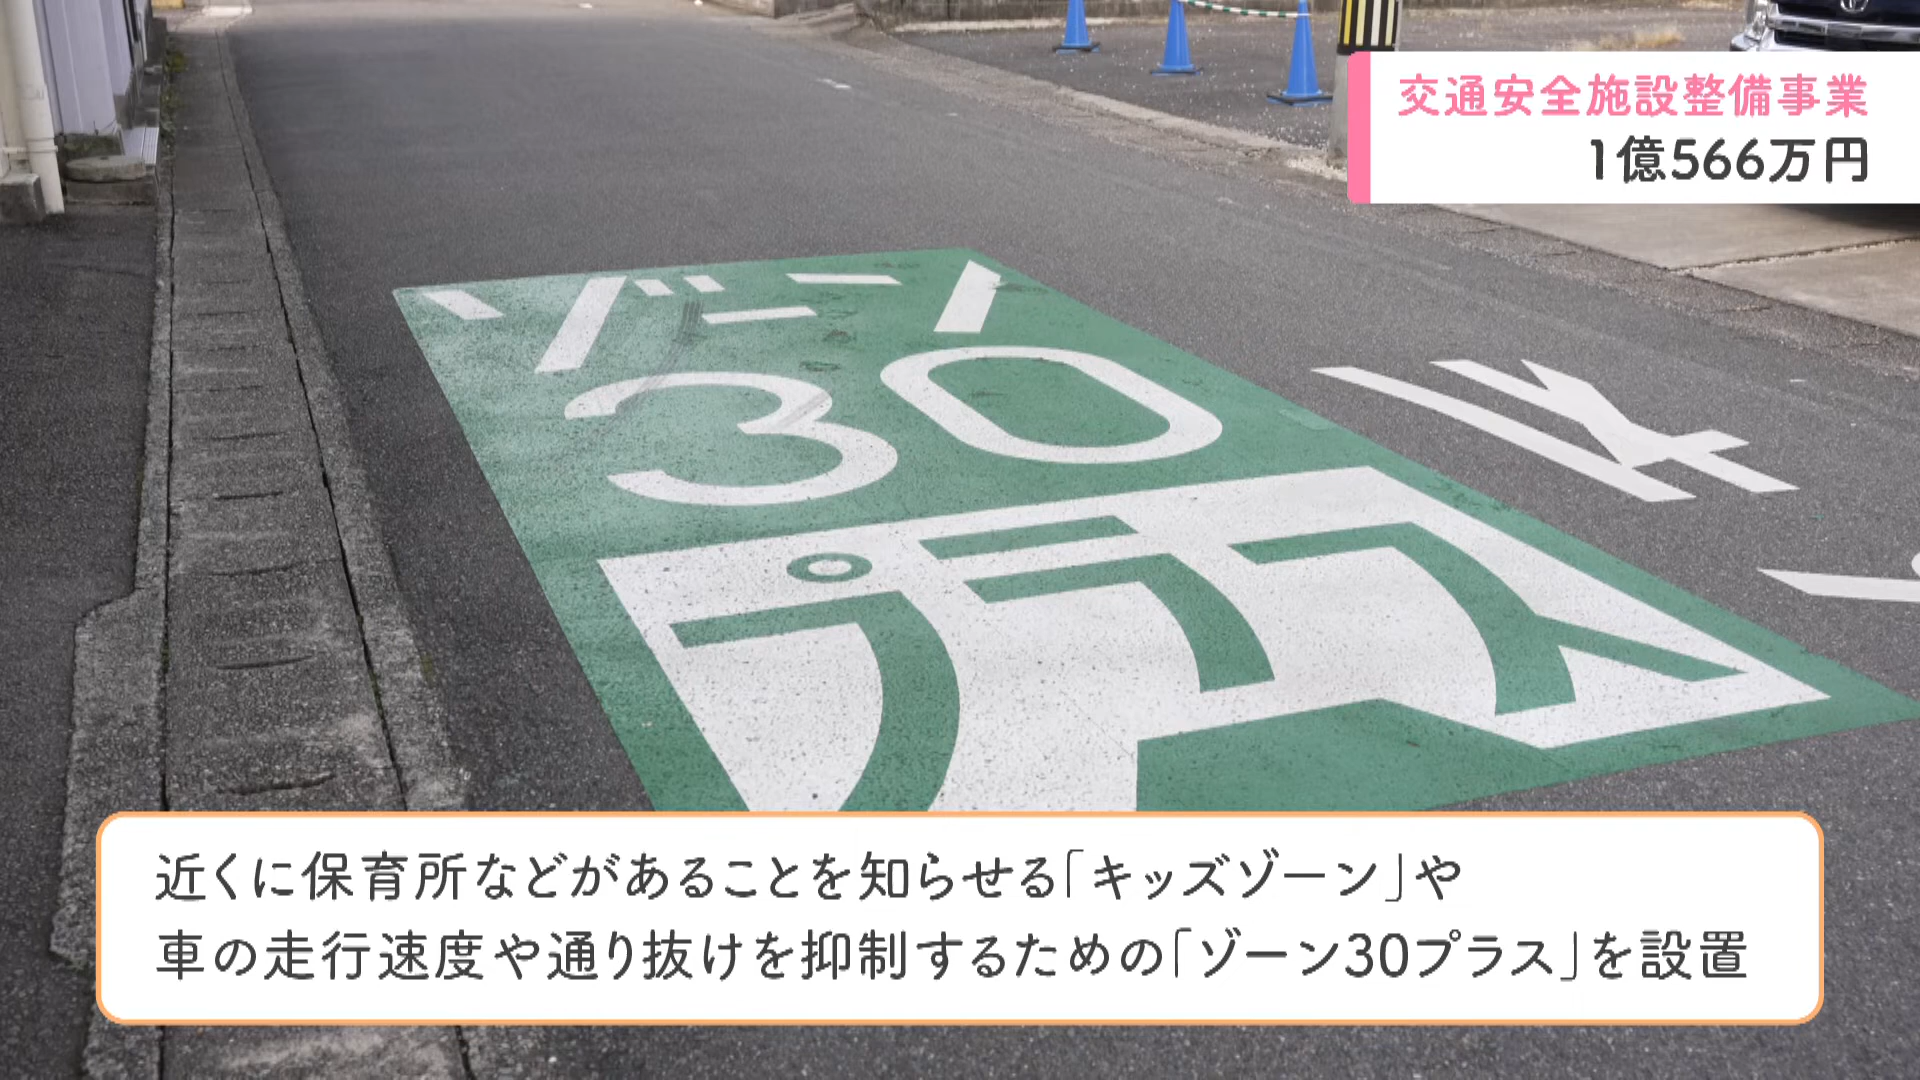 交通安全施設整備事業
1億566万円
ゾーン
30
プラス
近くに保育所などがあることを知らせる「キッズゾーン」や
車の走行速度や通り抜けを抑制するための「ゾーン30プラス」を設置